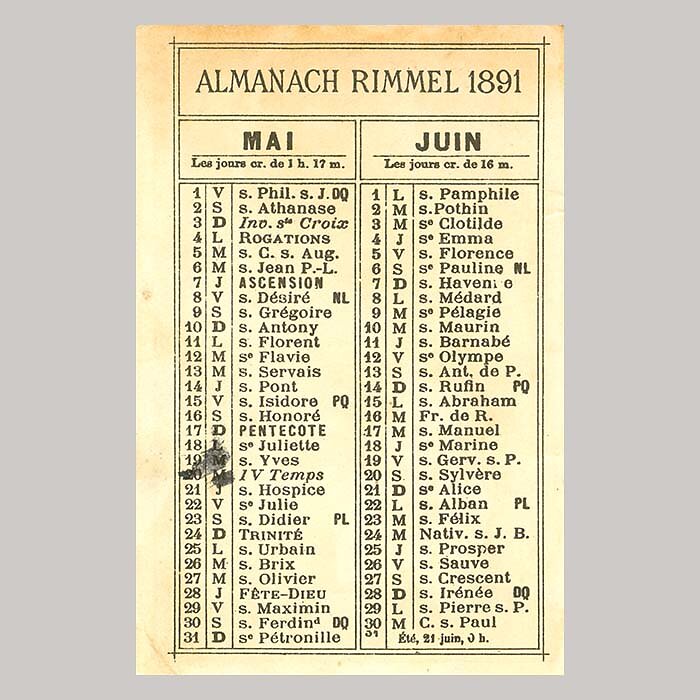 ALMANACH RIMMEL 1891
MAI
Les jours cr. de 1 h. 17 m.
1 V s. Phil. s. J. DQ
2 S s. Athanase
3 D Inv. ste Croix
4 L ROGATIONS
5 M s. C. s. Aug.
6 M s. Jean P.-L.
7 J ASCENSION
8 V s. Désiré NL
9 S s. Grégoire
10 D s. Antony
11 L s. Florent
12 M se Flavie
13 M s. Servais
14 J s. Pont
15 V s. Isidore PQ
16 S s. Honoré
17 D PENTECOTE
18 L se Juliette
19 M s. Yves
20 M IV Temps
21 J s. Hospice
22 V se Julie
23 S s. Didier PL
24 D TRINITÉ
25 L s. Urbain
26 M s. Brix
27 M s. Olivier
28 J FÊTE-DIEU
29 V s. Maximin
30 S s. Ferdind DQ
31 D se Pétronille
JUIN
Les jours cr. de 16 m.
1 L s. Pamphile
2 M s. Pothin
3 M se Clotilde
4 J se Emma
5 V s. Florence
6 S se Pauline NL
7 D s.
8 L s. Médard
9 M se Pélagie
10 M s. Maurin
11 J s. Barnabé
12 V se Olympe
13 S s. Ant. de P.
14 D s. Rufin PQ
15 L s. Abraham
16 M Fr. de R.
17 M s. Manuel
18 J se Marine
19 V s. Gerv. s. P.
20 S s. Sylvère
21 D se Alice
22 L s. Alban PL
23 M s. Félix
24 M Nativ. s. J. B.
25 J s. Prosper
26 V s. Sauve
27 S s. Crescent
28 D s. Irénée DQ
29 L s. Pierre s. P.
30 M C. s. Paul
31 Été, 21 juin, 0 h.